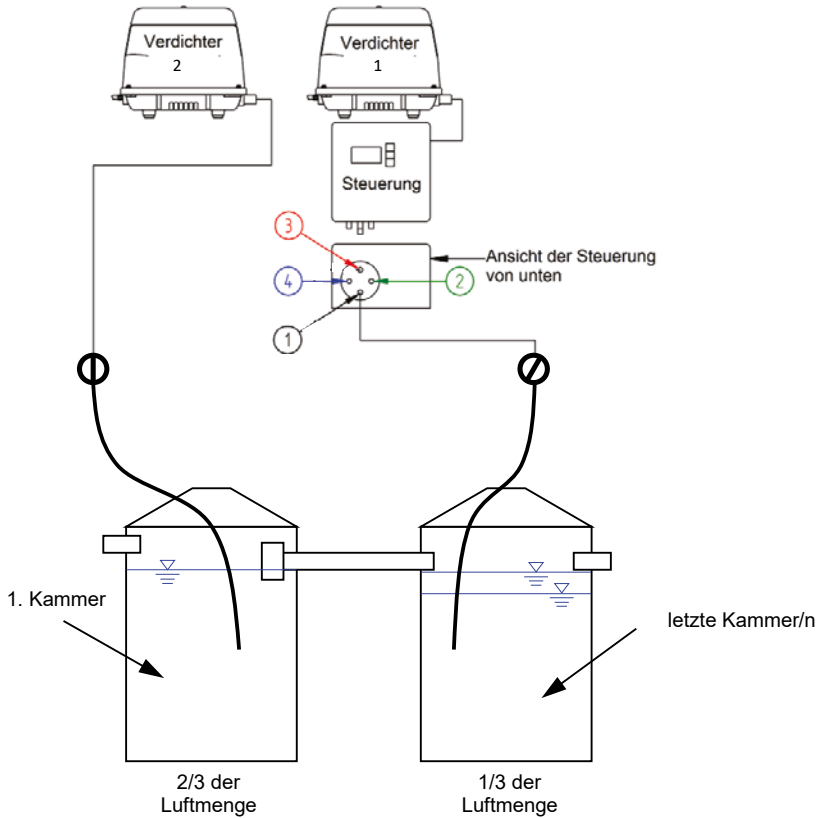 Verdichter
2
Verdichter
1
Steuerung
3
Ansicht der Steuerung
von unten
4
2
1
1. Kammer
letzte Kammer/n
2/3 der
Luftmenge
1/3 der
Luftmenge